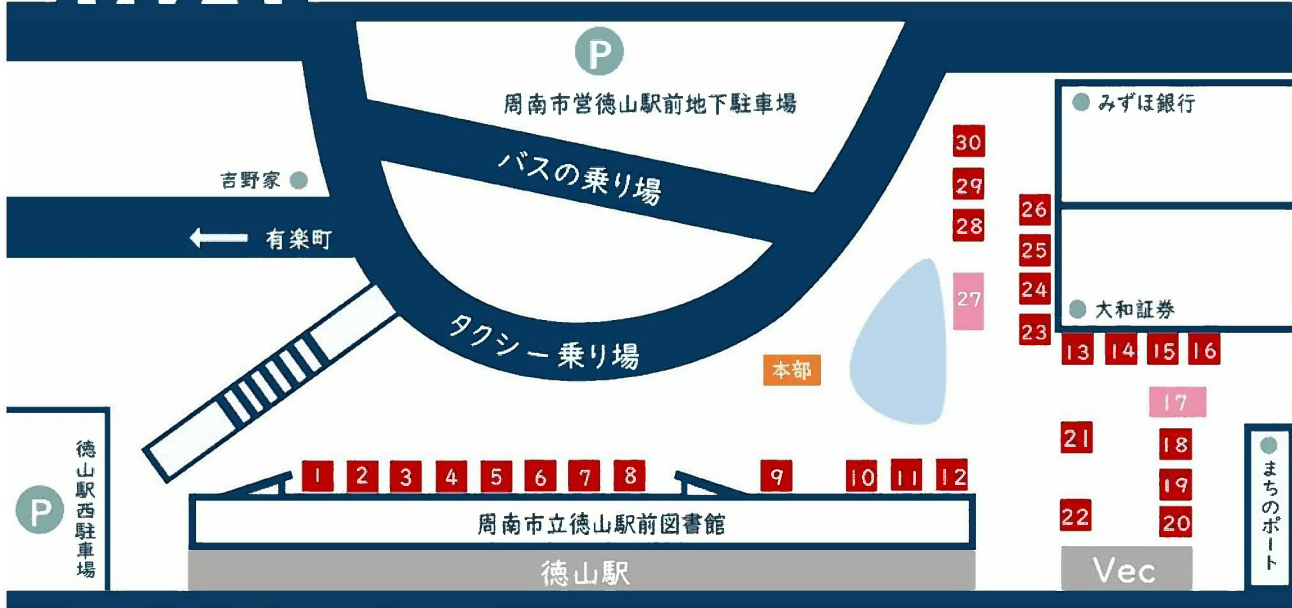 P
周南市営徳山駅前地下駐車場
みずほ銀行
バスの乗り場
吉野家
有楽町
30
29
28
27
26
25
24
23
大和証券
タクシー乗り場
本部
13
14
15
16
17
18
19
20
21
22
まちのポート
徳山駅西駐車場
P
1
2
3
4
5
6
7
8
9
10
11
12
周南市立徳山駅前図書館
徳山駅
Vec